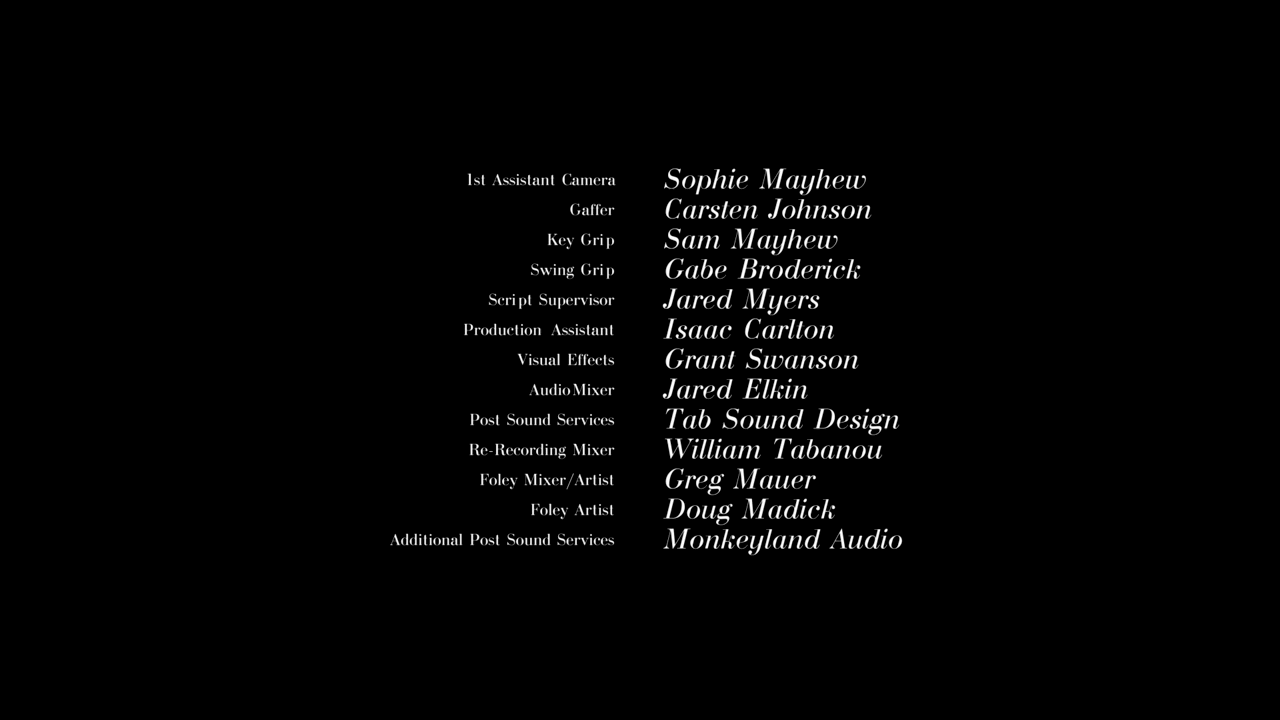 1st Assistant Camera Sophie Mayhew
Gaffer Carsten Johnson
Key Grip Sam Mayhew
Swing Grip Gabe Broderick
Script Supervisor Jared Myers
Production Assistant Isaac Carlton
Visual Effects Grant Swanson
Audio Mixer Jared Elkin
Post Sound Services Tab Sound Design
Re-Recording Mixer William Tabanou
Foley Mixer/Artist Greg Mauer
Foley Artist Doug Madick
Additional Post Sound Services Monkeyland Audio